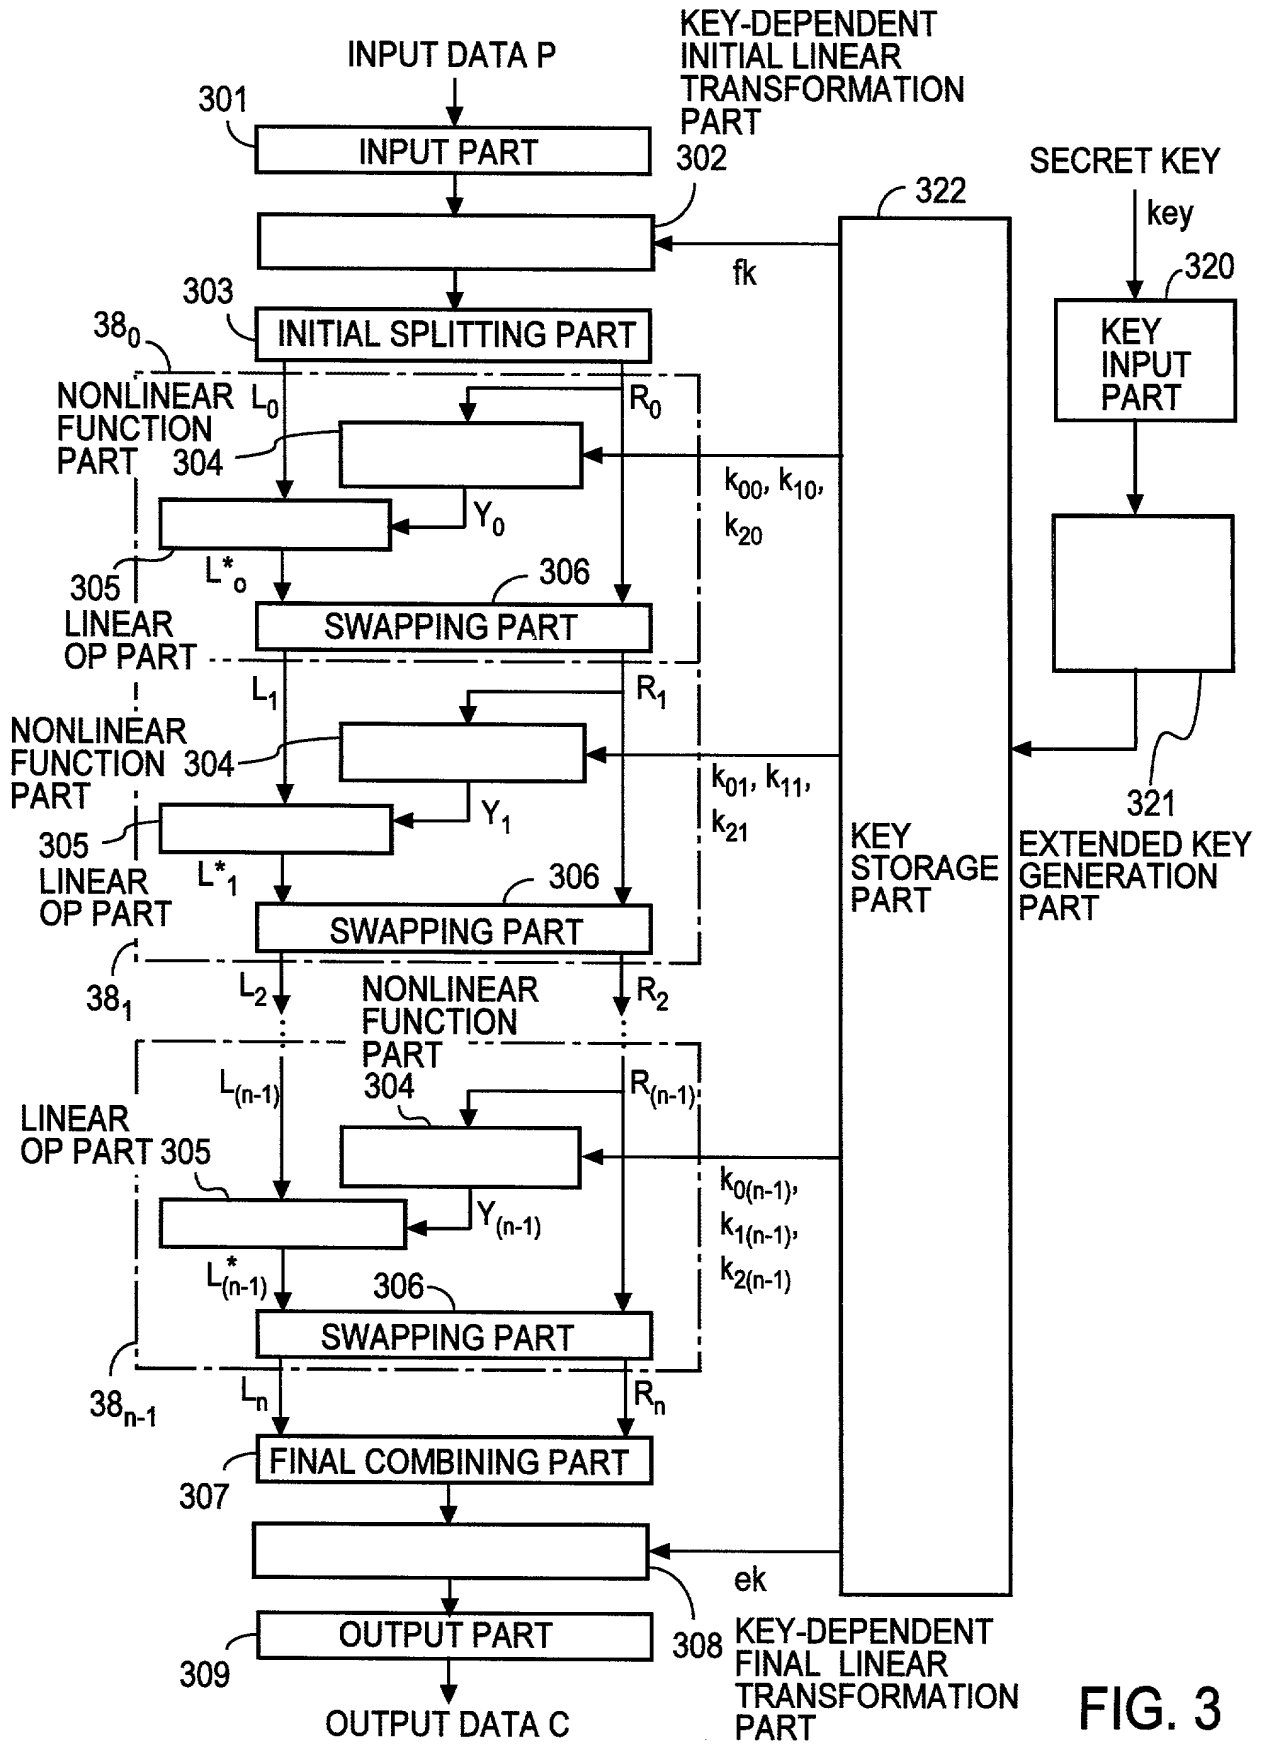 KEY-DEPENDENT
INITIAL LINEAR
TRANSFORMATION
PART
INPUT DATA P
301
INPUT PART
302
SECRET KEY
322
key
fk
320
303
INITIAL SPLITTING PART
KEY
INPUT
PART
38₀
NONLINEAR
FUNCTION
PART
L₀
R₀
304
k₀₀, k₁₀,
k₂₀
Y₀
305
L*₀
306
LINEAR
OP PART
SWAPPING PART
L₁
R₁
NONLINEAR
FUNCTION
PART
304
k₀₁, k₁₁,
k₂₁
Y₁
321
EXTENDED KEY
GENERATION
PART
KEY
STORAGE
PART
305
LINEAR
OP PART
L*₁
306
SWAPPING PART
38₁
L₂
R₂
NONLINEAR
FUNCTION
PART
304
L₍ₙ₋₁₎
R₍ₙ₋₁₎
LINEAR
OP PART
305
Y₍ₙ₋₁₎
k₀₍ₙ₋₁₎,
k₁₍ₙ₋₁₎,
k₂₍ₙ₋₁₎
L*₍ₙ₋₁₎
306
SWAPPING PART
38ₙ₋₁
Lₙ
Rₙ
FINAL COMBINING PART
307
ek
308
OUTPUT PART
309
KEY-DEPENDENT
FINAL LINEAR
TRANSFORMATION
PART
OUTPUT DATA C
FIG. 3